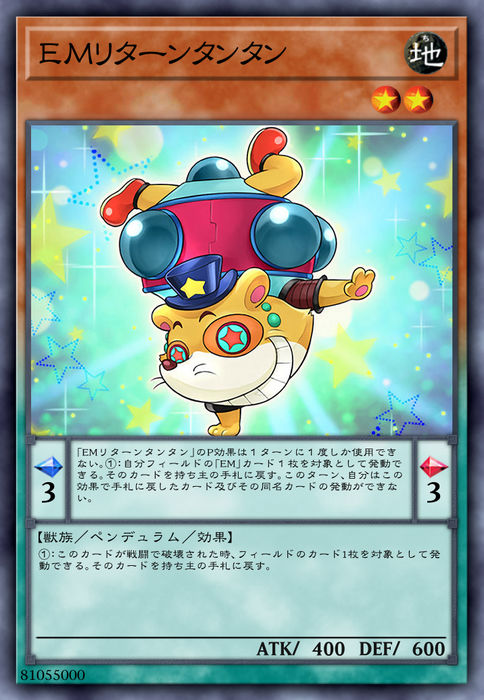 EMリターンタンタン
ち
地
「EMリターンタンタン」のP効果は1ターンに1度しか使用でき
ない。①:自分フィールドの「EM」カード1枚を対象として発動で
きる。そのカードを持ち主の手札に戻す。このターン、自分はこの
効果で手札に戻したカード及びその同名カードの発動ができな
い。
3
3
【獣族/ペンデュラム/効果】
①:このカードが戦闘で破壊された時、フィールドのカード1枚を対象として発
動できる。そのカードを持ち主の手札に戻す。
ATK/ 400 DEF/ 600
81055000